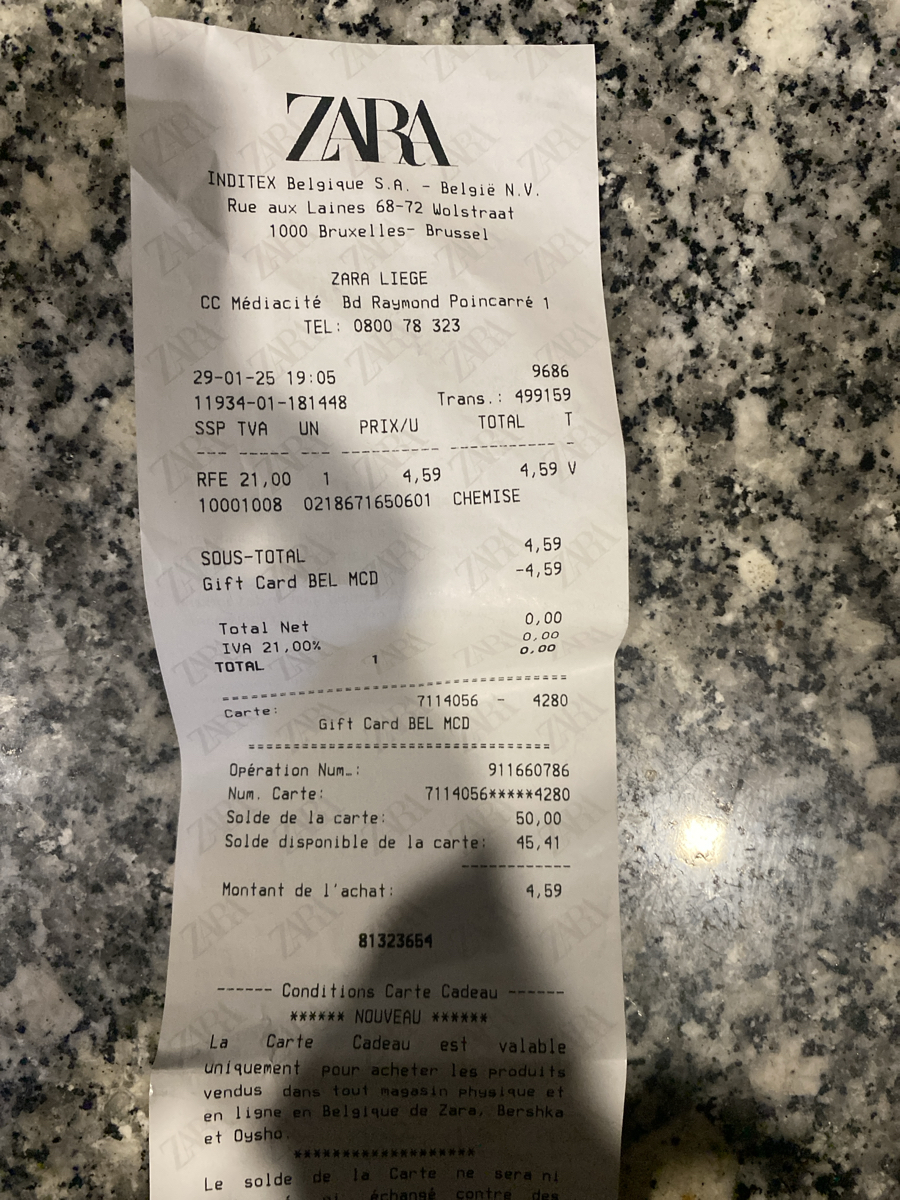 ZARA
INDITEX Belgique S.A. - België N.V.
Rue aux Laines 68-72 Wolstraat
1000 Bruxelles- Brussel
ZARA LIEGE
CC Médiacité Bd Raymond Poincarré 1
TEL: 0800 78 323
29-01-25 19:05 9686
11934-01-181448 Trans.: 499159
SSP TVA UN PRIX/U TOTAL T
--- ----- --- ---------- ----------- -
RFE 21,00 1 4,59 4,59 V
10001008 0218671650601 CHEMISE
SOUS-TOTAL 4,59
Gift Card BEL MCD -4,59
Total Net 0,00
IVA 21,00% 0,00
TOTAL 1 0,00
========================================
Carte: 7114056 - 4280
Gift Card BEL MCD
===================================
Opération Num.: 911660786
Num. Carte: 7114056*****4280
Solde de la carte: 50,00
Solde disponible de la carte: 45,41
------------
Montant de l'achat: 4,59
81323654
------ Conditions Carte Cadeau ------
****** NOUVEAU ******
La Carte Cadeau est valable
uniquement pour acheter les produits
vendus dans tout magasin physique et
en ligne en Belgique de Zara, Bershka
et Oysho.
********************
Le solde de la Carte ne sera ni
ni échangé contre des